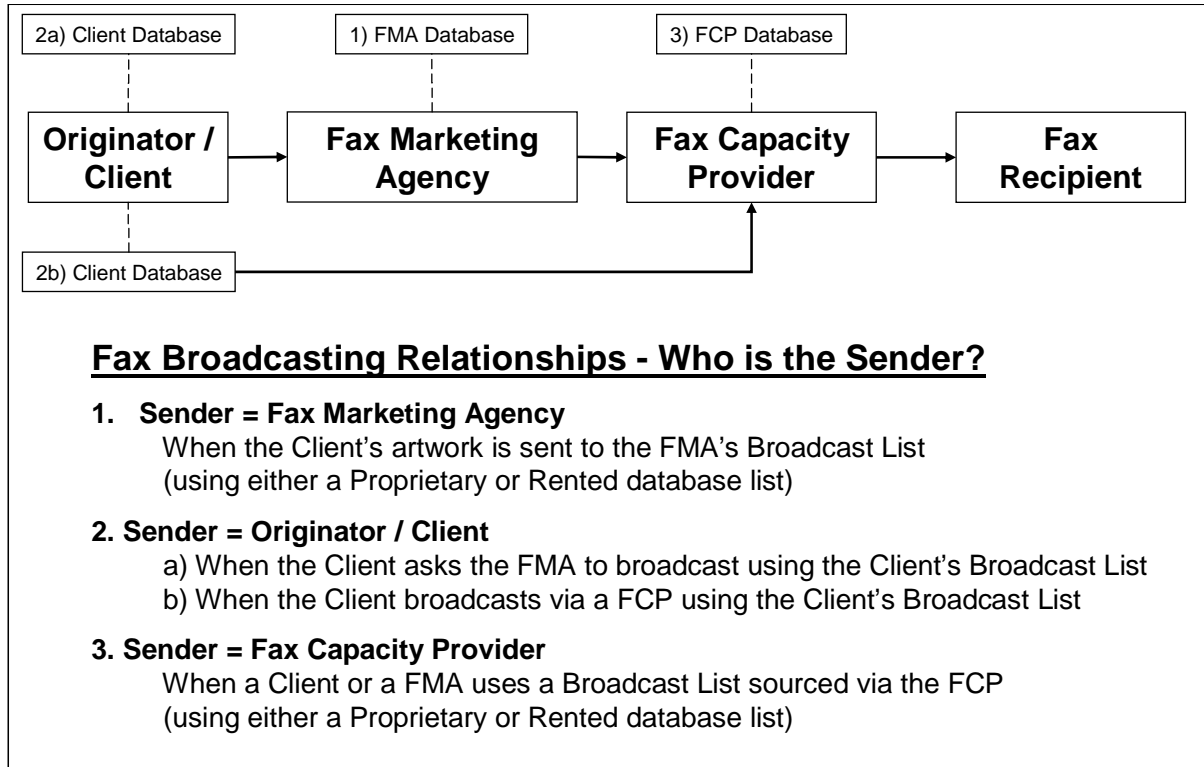 2a) Client Database
1) FMA Database
3) FCP Database
Originator /
Client
Fax Marketing
Agency
Fax Capacity
Provider
Fax
Recipient
2b) Client Database
Fax Broadcasting Relationships - Who is the Sender?
1. Sender = Fax Marketing Agency
When the Client's artwork is sent to the FMA's Broadcast List
(using either a Proprietary or Rented database list)
2. Sender = Originator / Client
a) When the Client asks the FMA to broadcast using the Client's Broadcast List
b) When the Client broadcasts via a FCP using the Client's Broadcast List
3. Sender = Fax Capacity Provider
When a Client or a FMA uses a Broadcast List sourced via the FCP
(using either a Proprietary or Rented database list)